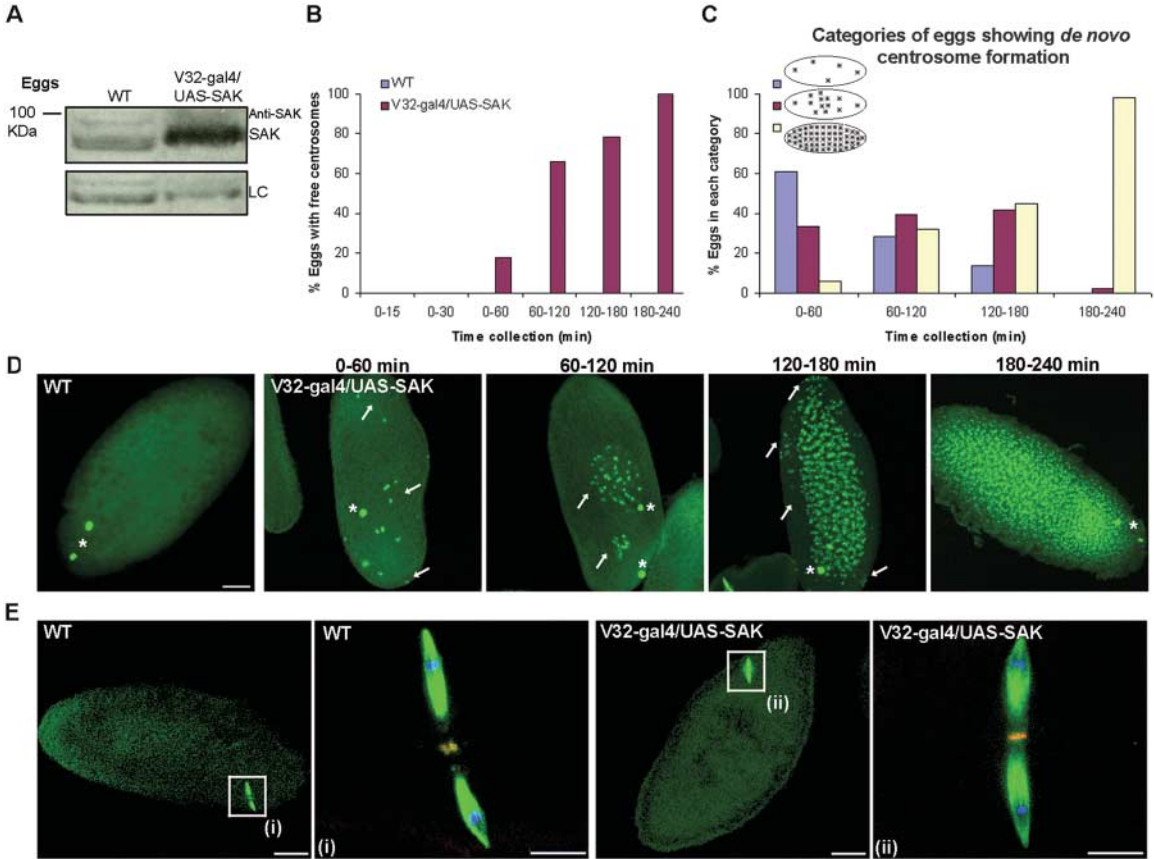 A
Eggs
WT
V32-gal4/
UAS-SAK
100
KDa
Anti-SAK
SAK
LC
B
WT
V32-gal4/UAS-SAK
% Eggs with free centrosomes
100
80
60
40
20
0
0-15
0-30
0-60
60-120
120-180
180-240
Time collection (min)
C
Categories of eggs showing de novo
centrosome formation
% Eggs in each category
100
80
60
40
20
0
0-60
60-120
120-180
180-240
Time collection (min)
D
WT
*
0-60 min
V32-gal4/UAS-SAK
*
60-120 min
*
*
120-180 min
*
180-240 min
*
E
WT
(i)
WT
(i)
V32-gal4/UAS-SAK
(ii)
V32-gal4/UAS-SAK
(ii)